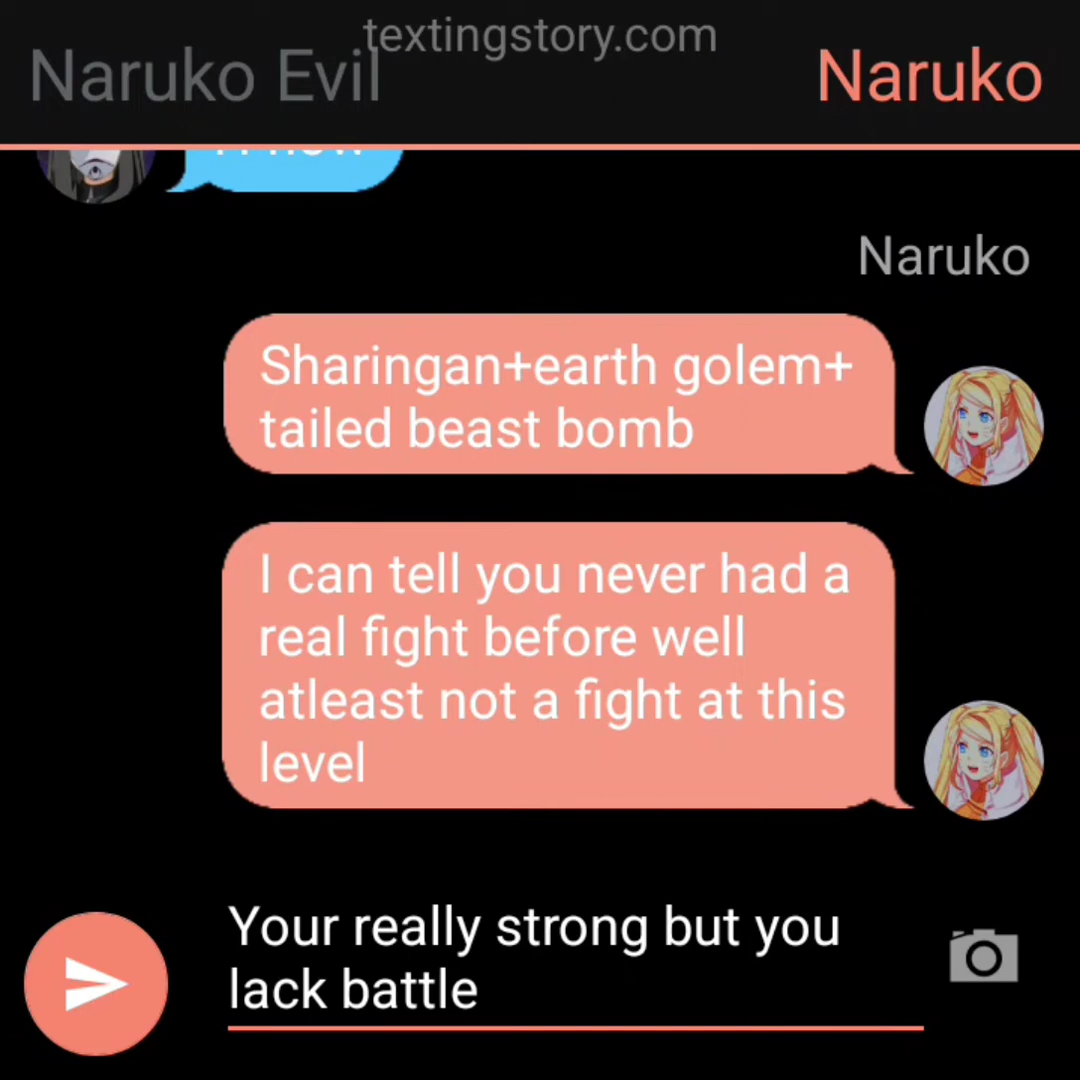 textingstory.com
Naruko Evil
Naruko
Naruko
Sharingan+earth golem+
tailed beast bomb
I can tell you never had a
real fight before well
atleast not a fight at this
level
Your really strong but you
lack battle